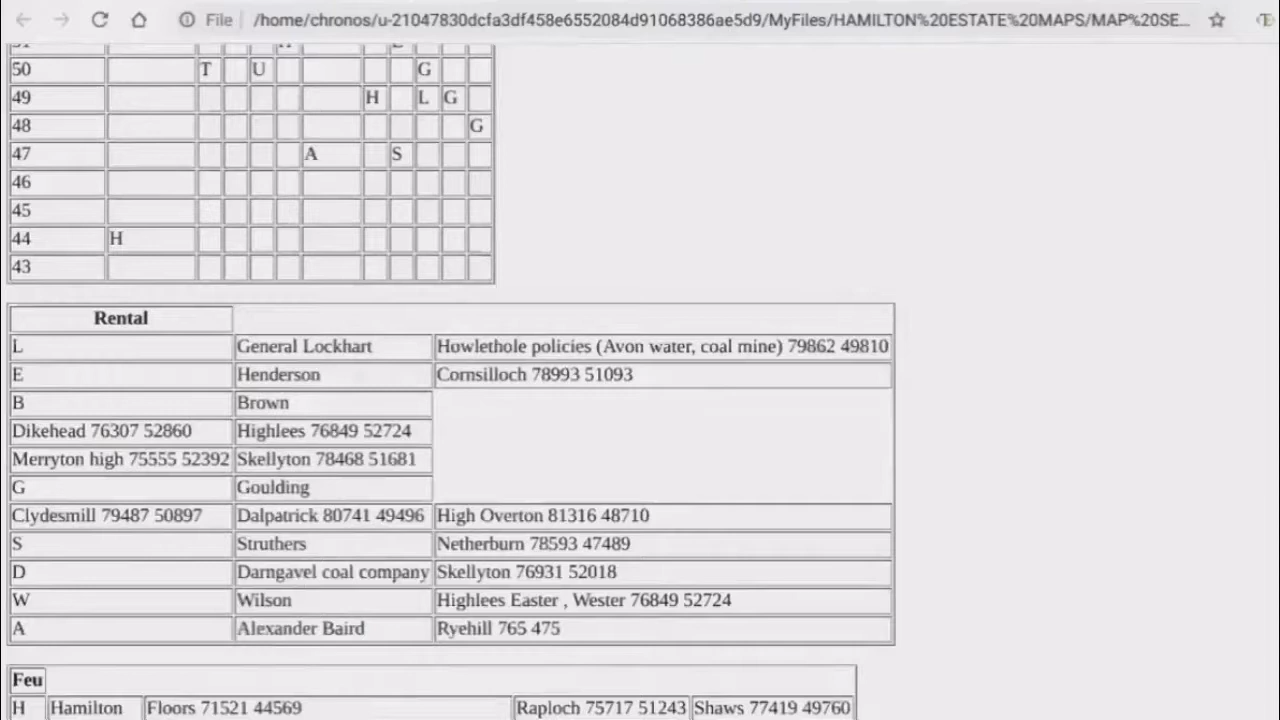 File /home/chronos/u-21047830dcfa3df458e6552084d91068386ae5d9/MyFiles/HAMILTON%20ESTATE%20MAPS/MAP%20SE...
50 T U G
49 H L G
48 G
47 A S
46
45
44 H
43
Rental
L General Lockhart Howlethole policies (Avon water, coal mine) 79862 49810
E Henderson Cornsilloch 78993 51093
B Brown
Dikehead 76307 52860 Highlees 76849 52724
Merryton high 75555 52392 Skellyton 78468 51681
G Goulding
Clydesmill 79487 50897 Dalpatrick 80741 49496 High Overton 81316 48710
S Struthers Netherburn 78593 47489
D Darngavel coal company Skellyton 76931 52018
W Wilson Highlees Easter , Wester 76849 52724
A Alexander Baird Ryehill 765 475
Feu
H Hamilton Floors 71521 44569 Raploch 75717 51243 Shaws 77419 49760